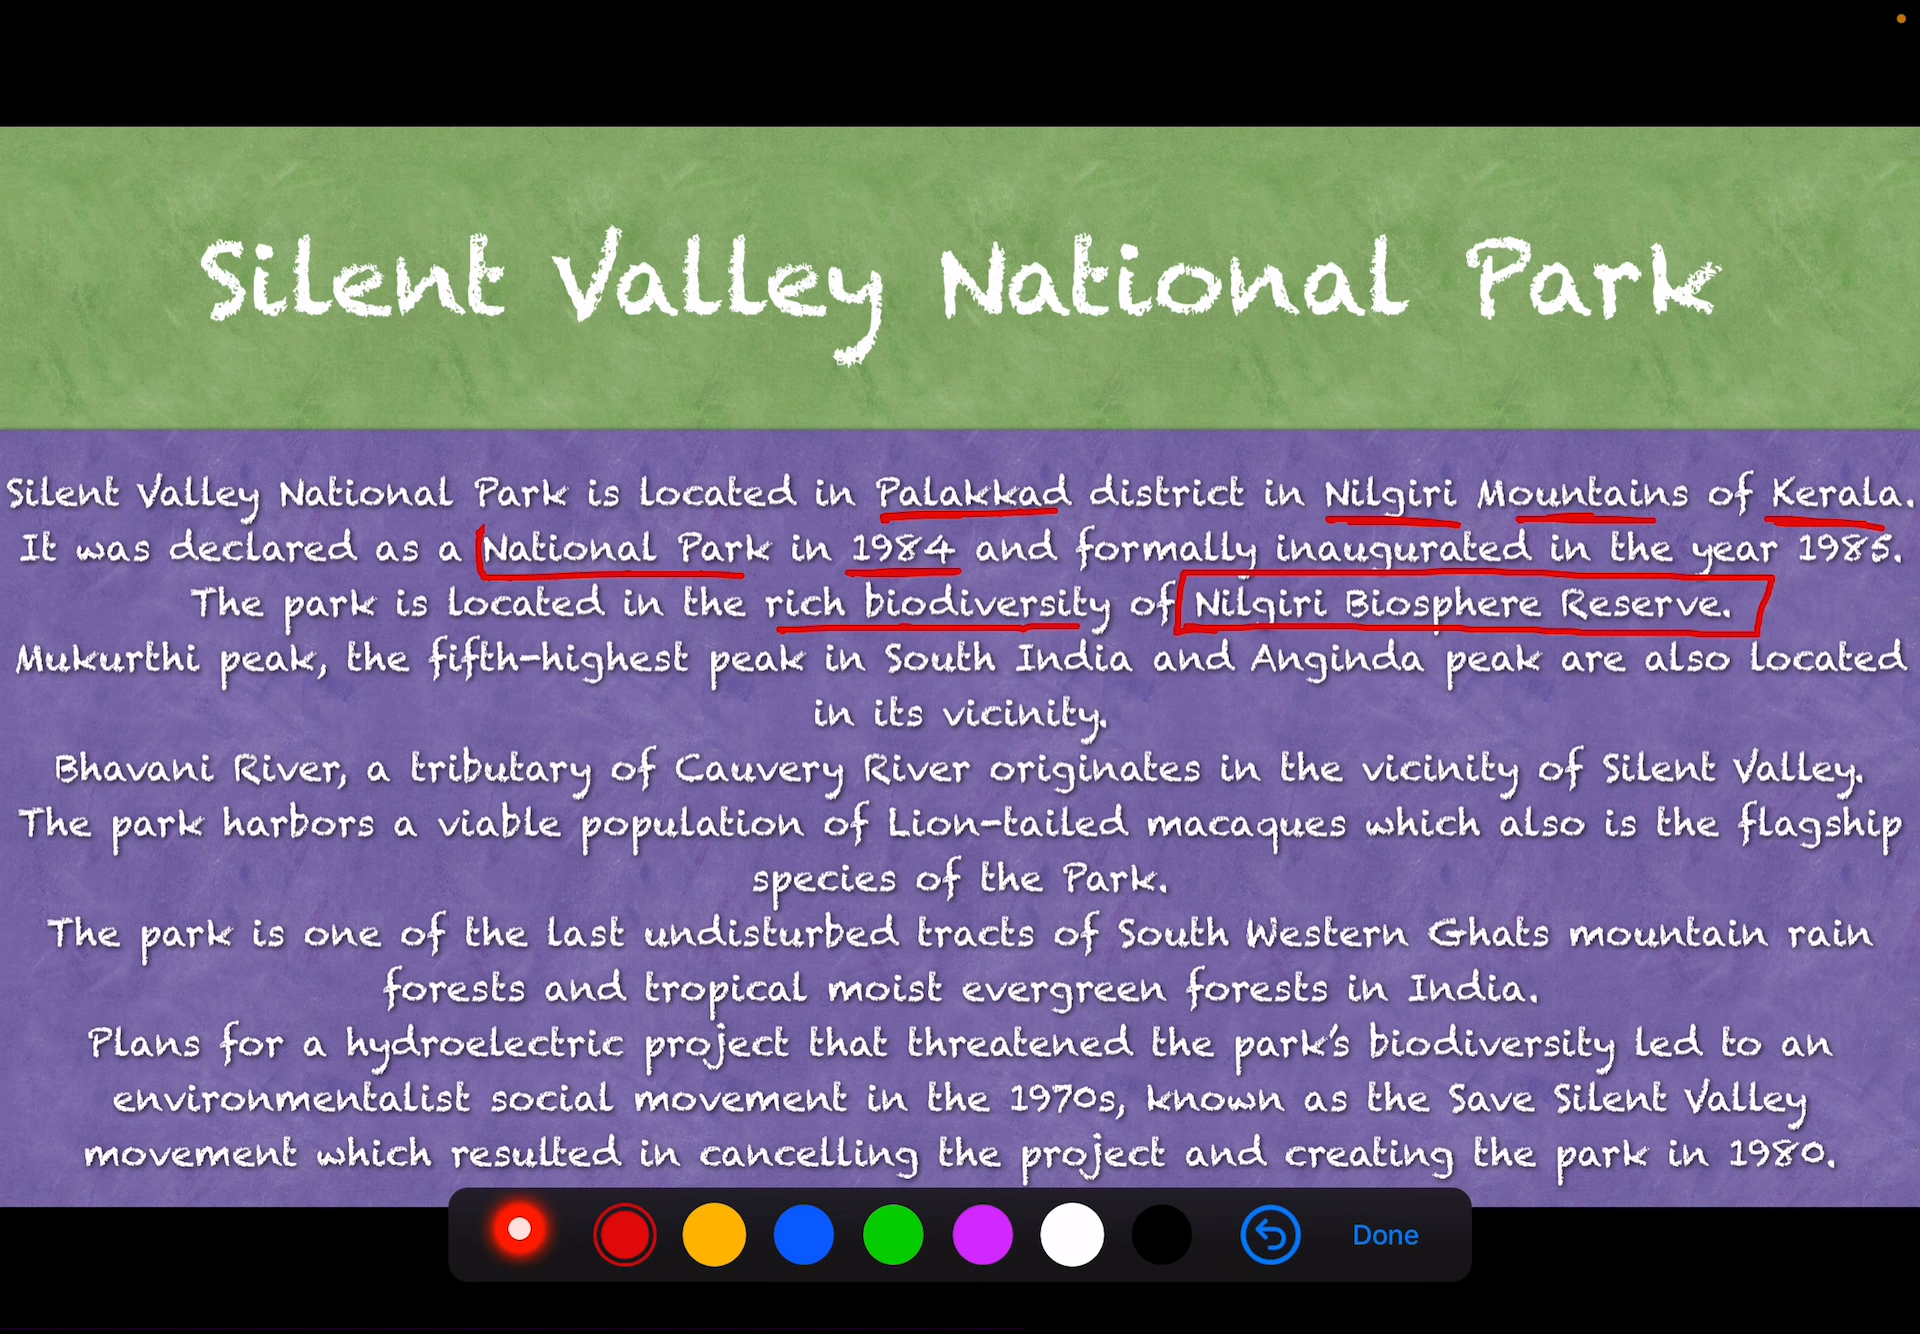 Silent Valley National Park
Silent Valley National Park is located in Palakkad district in Nilgiri Mountains of Kerala.
It was declared as a National Park in 1984 and formally inaugurated in the year 1985.
The park is located in the rich biodiversity of Nilgiri Biosphere Reserve.
Mukurthi peak, the fifth-highest peak in South India and Anginda peak are also located
in its vicinity.
Bhavani River, a tributary of Cauvery River originates in the vicinity of Silent Valley.
The park harbors a viable population of Lion-tailed macaques which also is the flagship
species of the Park.
The park is one of the last undisturbed tracts of South Western Ghats mountain rain
forests and tropical moist evergreen forests in India.
Plans for a hydroelectric project that threatened the park's biodiversity led to an
environmentalist social movement in the 1970s, known as the Save Silent Valley
movement which resulted in cancelling the project and creating the park in 1980.
Done